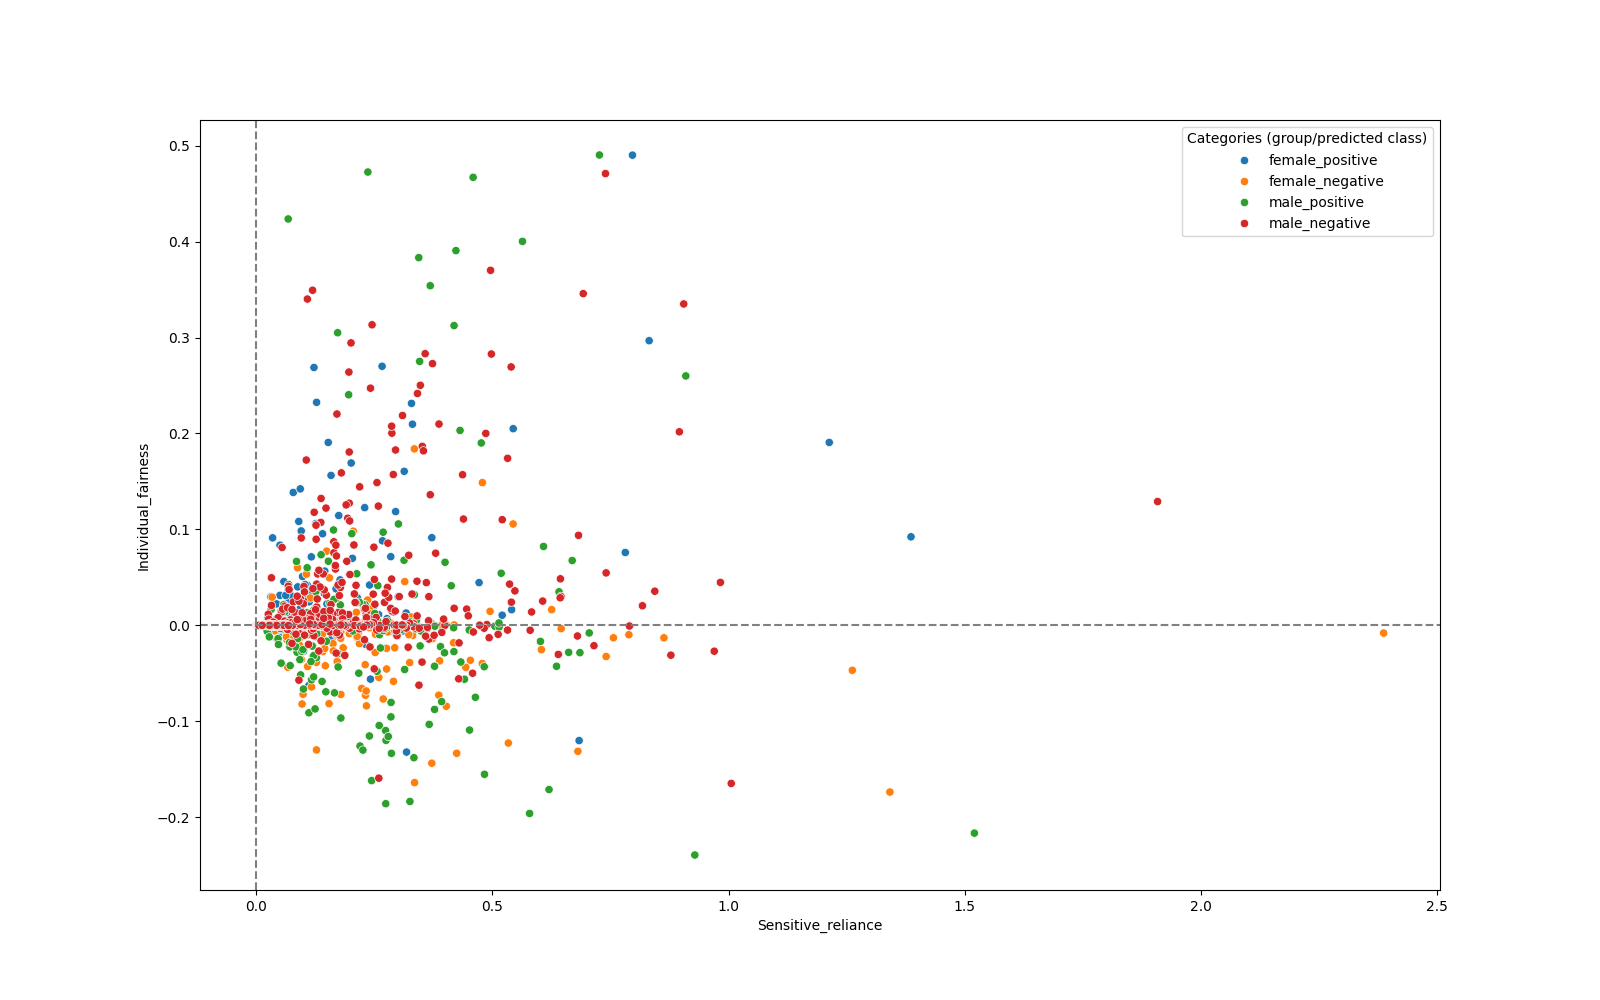 Categories (group/predicted class)
female_positive
female_negative
male_positive
male_negative
0.5
0.4
0.3
0.2
0.1
0.0
−0.1
−0.2
Individual_fairness
0.0
0.5
1.0
1.5
2.0
2.5
Sensitive_reliance